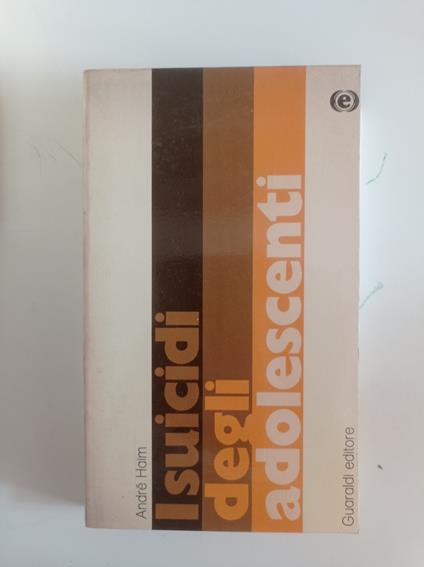 André Haim
I suicidi
degli
adolescenti
Guaraldi editore
e